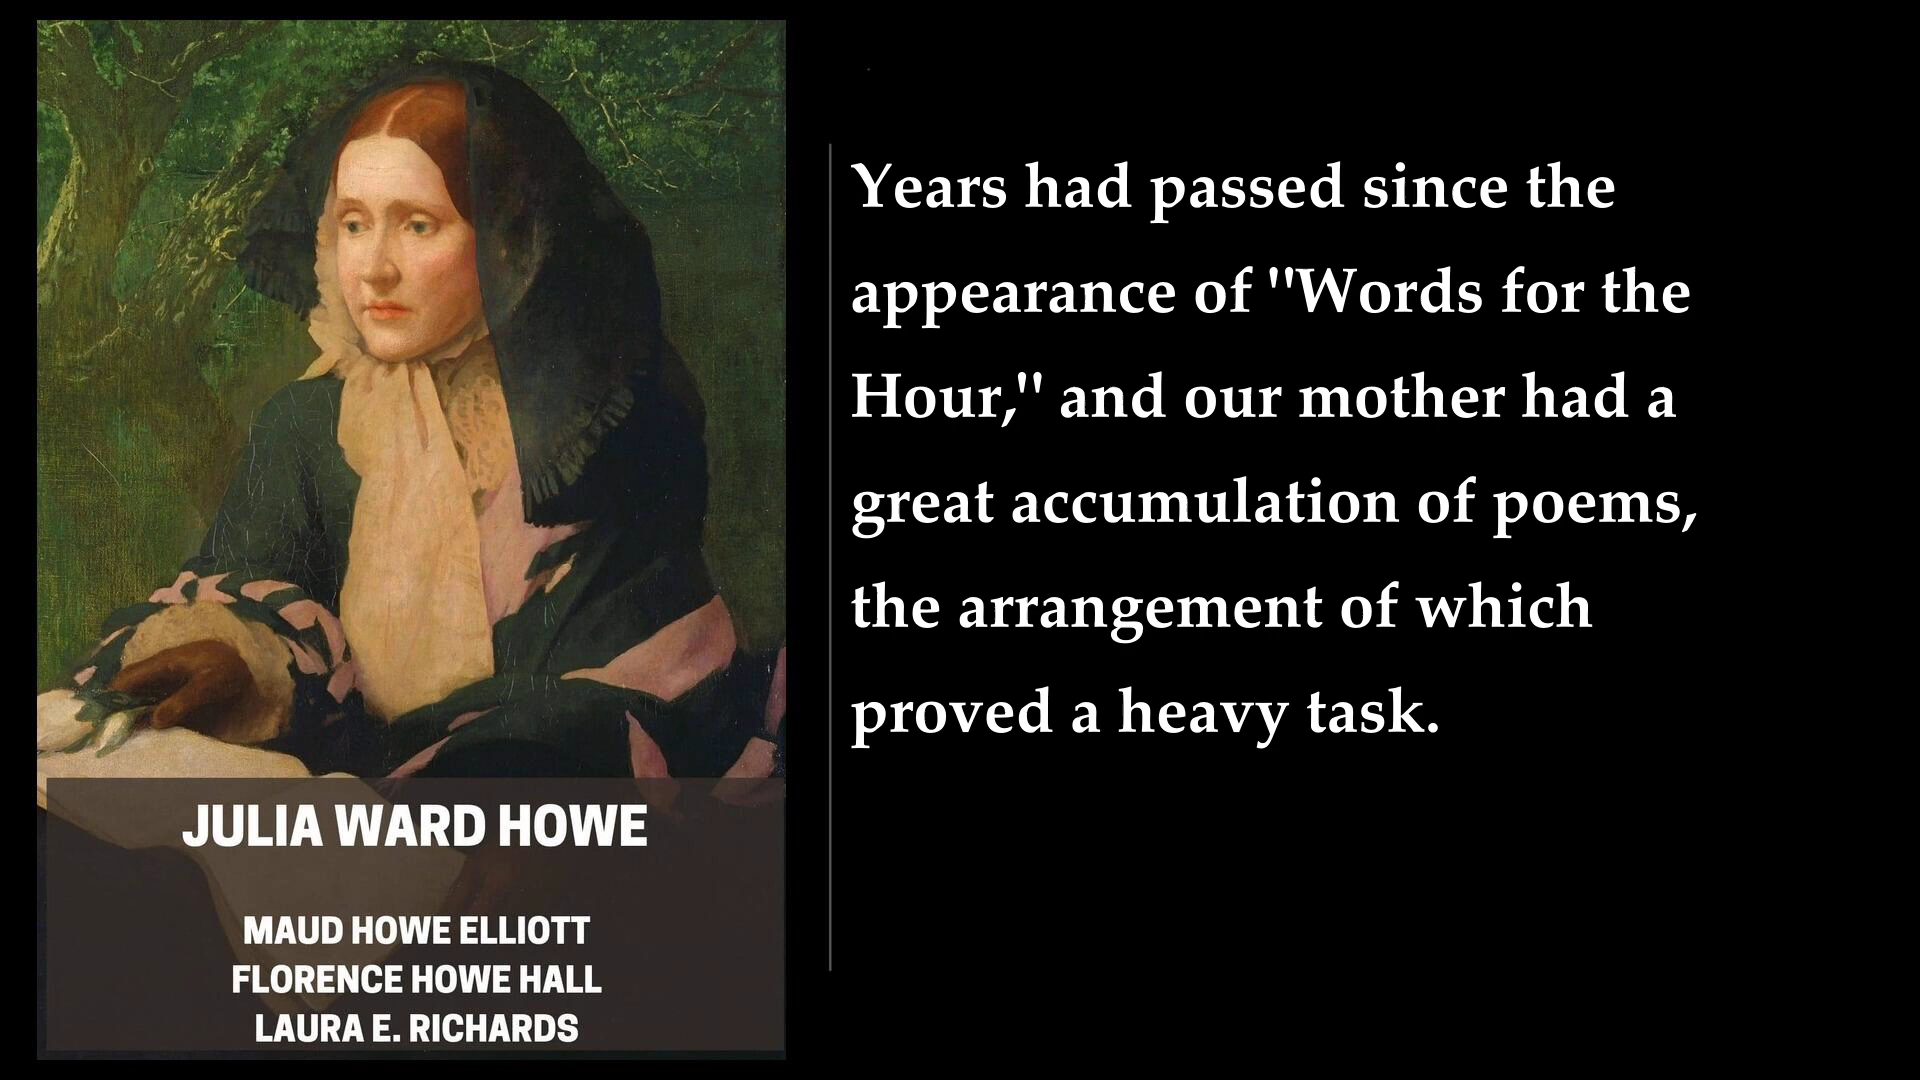 JULIA WARD HOWE
MAUD HOWE ELLIOTT
FLORENCE HOWE HALL
LAURA E. RICHARDS
Years had passed since the
appearance of "Words for the
Hour," and our mother had a
great accumulation of poems,
the arrangement of which
proved a heavy task.